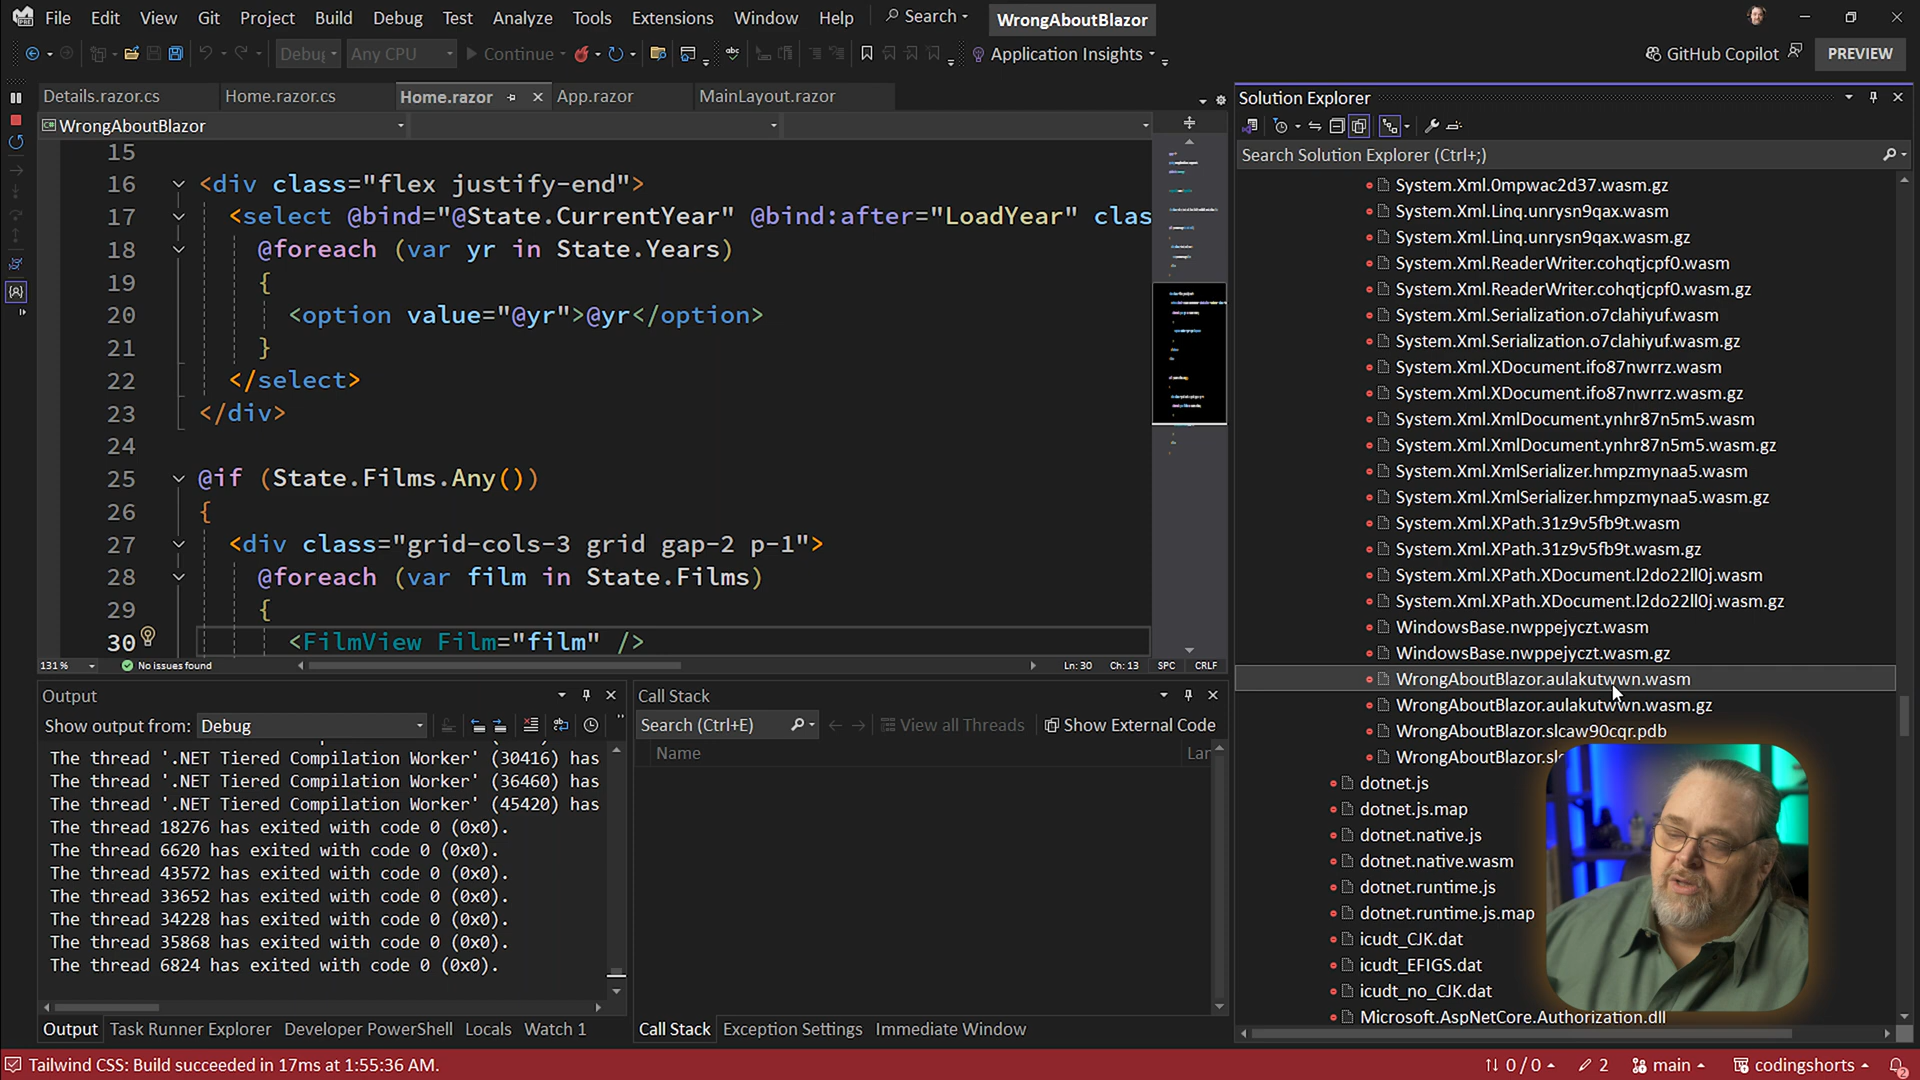 File Edit View Git Project Build Debug Test Analyze Tools Extensions Window Help Search WrongAboutBlazor
Debug Any CPU Continue Application Insights GitHub Copilot PREVIEW
Details.razor.cs Home.razor.cs Home.razor App.razor MainLayout.razor
WrongAboutBlazor
15
16 <div class="flex justify-end">
17 <select @bind="@State.CurrentYear" @bind:after="LoadYear" clas
18 @foreach (var yr in State.Years)
19 {
20 <option value="@yr">@yr</option>
21 }
22 </select>
23 </div>
24
25 @if (State.Films.Any())
26 {
27 <div class="grid-cols-3 grid gap-2 p-1">
28 @foreach (var film in State.Films)
29 {
30 <FilmView Film="film" />
131 % No issues found Ln: 30 Ch: 13 SPC CRLF
Output
Show output from: Debug
The thread '.NET Tiered Compilation Worker' (30416) has
The thread '.NET Tiered Compilation Worker' (36460) has
The thread '.NET Tiered Compilation Worker' (45420) has
The thread 18276 has exited with code 0 (0x0).
The thread 6620 has exited with code 0 (0x0).
The thread 43572 has exited with code 0 (0x0).
The thread 33652 has exited with code 0 (0x0).
The thread 34228 has exited with code 0 (0x0).
The thread 35868 has exited with code 0 (0x0).
The thread 6824 has exited with code 0 (0x0).
Output Task Runner Explorer Developer PowerShell Locals Watch 1
Call Stack
Search (Ctrl+E) View all Threads Show External Code
Name Lar
Call Stack Exception Settings Immediate Window
Solution Explorer
Search Solution Explorer (Ctrl+;)
System.Xml.0mpwac2d37.wasm.gz
System.Xml.Linq.unrysn9qax.wasm
System.Xml.Linq.unrysn9qax.wasm.gz
System.Xml.ReaderWriter.cohqtjcpf0.wasm
System.Xml.ReaderWriter.cohqtjcpf0.wasm.gz
System.Xml.Serialization.o7clahiyuf.wasm
System.Xml.Serialization.o7clahiyuf.wasm.gz
System.Xml.XDocument.ifo87nwrrz.wasm
System.Xml.XDocument.ifo87nwrrz.wasm.gz
System.Xml.XmlDocument.ynhr87n5m5.wasm
System.Xml.XmlDocument.ynhr87n5m5.wasm.gz
System.Xml.XmlSerializer.hmpzmynaa5.wasm
System.Xml.XmlSerializer.hmpzmynaa5.wasm.gz
System.Xml.XPath.31z9v5fb9t.wasm
System.Xml.XPath.31z9v5fb9t.wasm.gz
System.Xml.XPath.XDocument.l2do22ll0j.wasm
System.Xml.XPath.XDocument.l2do22ll0j.wasm.gz
WindowsBase.nwppejyczt.wasm
WindowsBase.nwppejyczt.wasm.gz
WrongAboutBlazor.aulakutwwn.wasm
WrongAboutBlazor.aulakutwwn.wasm.gz
WrongAboutBlazor.slcaw90cqr.pdb
WrongAboutBlazor.slc
dotnet.js
dotnet.js.map
dotnet.native.js
dotnet.native.wasm
dotnet.runtime.js
dotnet.runtime.js.map
icudt_CJK.dat
icudt_EFIGS.dat
icudt_no_CJK.dat
Microsoft.AspNetCore.Authorization.dll
Tailwind CSS: Build succeeded in 17ms at 1:55:36 AM. 0 / 0 2 main codingshorts 2